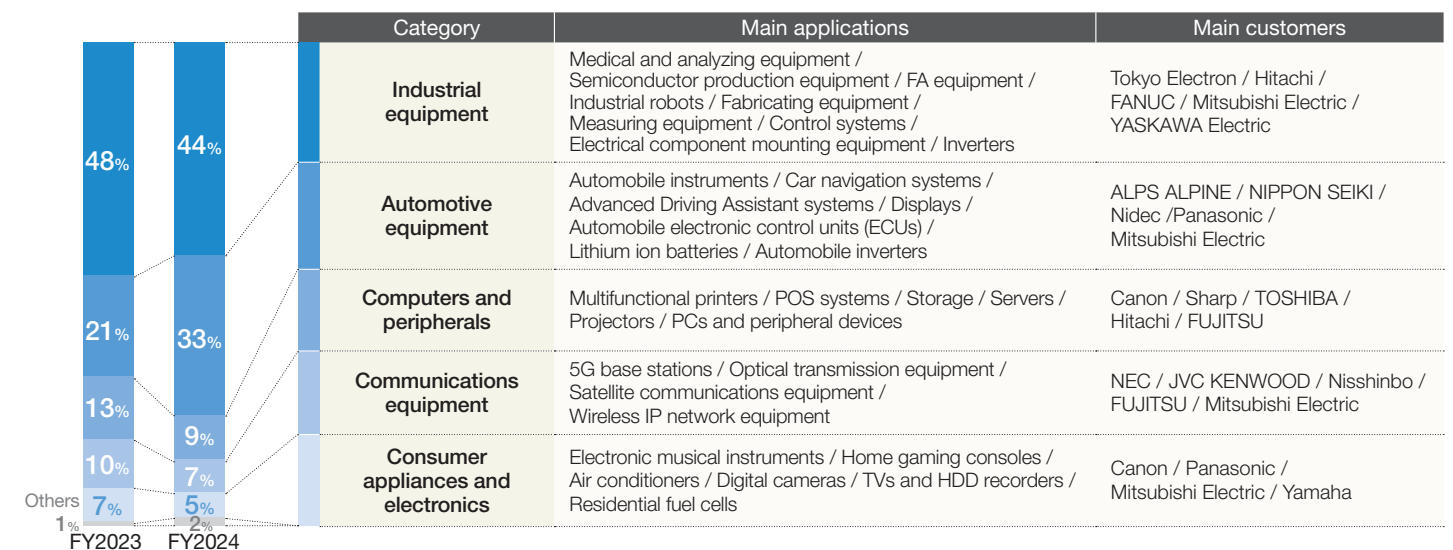 Category Main applications Main customers
48%
21%
13%
10%
Others 7%
1%
FY2023
44%
33%
9%
7%
5%
2%
FY2024
Industrial
equipment
Medical and analyzing equipment /
Semiconductor production equipment / FA equipment /
Industrial robots / Fabricating equipment /
Measuring equipment / Control systems /
Electrical component mounting equipment / Inverters
Tokyo Electron / Hitachi /
FANUC / Mitsubishi Electric /
YASKAWA Electric
Automotive
equipment
Automobile instruments / Car navigation systems /
Advanced Driving Assistant systems / Displays /
Automobile electronic control units (ECUs) /
Lithium ion batteries / Automobile inverters
ALPS ALPINE / NIPPON SEIKI /
Nidec /Panasonic /
Mitsubishi Electric
Computers and
peripherals
Multifunctional printers / POS systems / Storage / Servers /
Projectors / PCs and peripheral devices
Canon / Sharp / TOSHIBA /
Hitachi / FUJITSU
Communications
equipment
5G base stations / Optical transmission equipment /
Satellite communications equipment /
Wireless IP network equipment
NEC / JVC KENWOOD / Nisshinbo /
FUJITSU / Mitsubishi Electric
Consumer
appliances and
electronics
Electronic musical instruments / Home gaming consoles /
Air conditioners / Digital cameras / TVs and HDD recorders /
Residential fuel cells
Canon / Panasonic /
Mitsubishi Electric / Yamaha